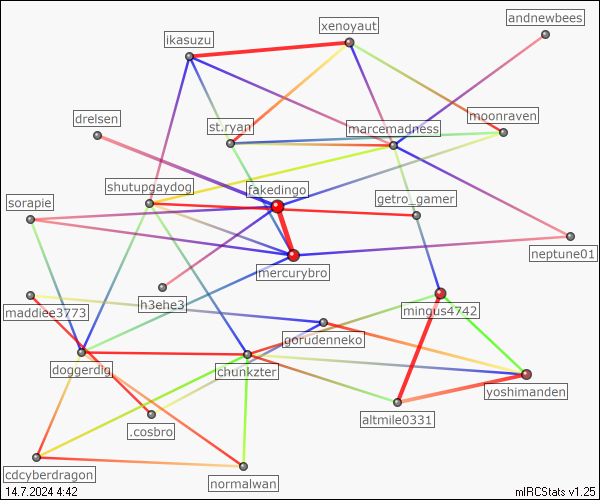 andnewbees
xenoyaut
ikasuzu
moonraven
drelsen
st.ryan
marcemadness
shutupgaydog
fakedingo
getro_gamer
sorapie
neptune01
mercurybro
h3ehe3
maddiee3773
mingus4742
gorudenneko
doggerdig
chunkzter
yoshimanden
altmile0331
.cosbro
cdcyberdragon
normalwan
14.7.2024 4:42
mIRCStats v1.25